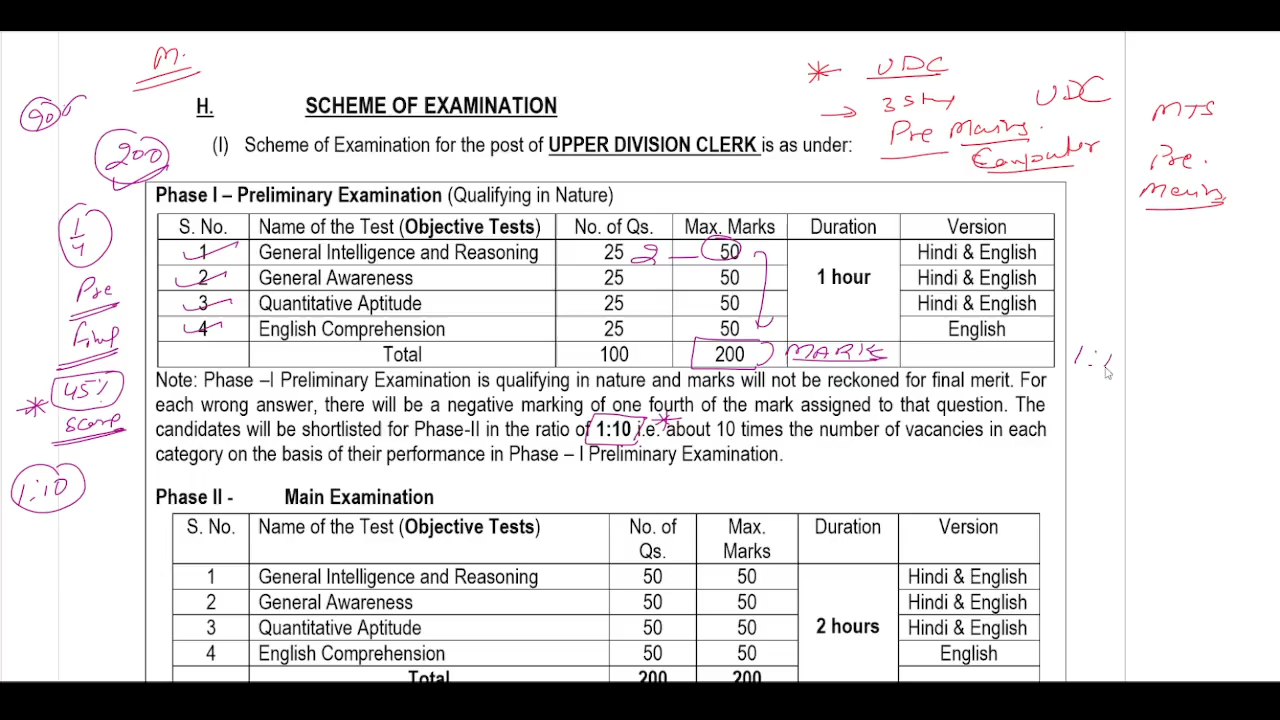 M.
UDC
H. SCHEME OF EXAMINATION
90%
3 Stag
UDC
MTS
(I) Scheme of Examination for the post of UPPER DIVISION CLERK is as under:
Pre Mains.
200
Computer
Pre.
Mains
Phase I – Preliminary Examination (Qualifying in Nature)
S. No. Name of the Test (Objective Tests) No. of Qs. Max. Marks Duration Version
1 General Intelligence and Reasoning 25 2 50 1 hour Hindi & English
2 General Awareness 25 50 Hindi & English
3 Quantitative Aptitude 25 50 Hindi & English
4 English Comprehension 25 50 English
Total 100 200 MARKS
1/4
Pre
45%
1:10
Note: Phase –I Preliminary Examination is qualifying in nature and marks will not be reckoned for final merit. For
each wrong answer, there will be a negative marking of one fourth of the mark assigned to that question. The
candidates will be shortlisted for Phase-II in the ratio of 1:10 i.e. about 10 times the number of vacancies in each
category on the basis of their performance in Phase – I Preliminary Examination.
Phase II - Main Examination
S. No. Name of the Test (Objective Tests) No. of Qs. Max. Marks Duration Version
1 General Intelligence and Reasoning 50 50 2 hours Hindi & English
2 General Awareness 50 50 Hindi & English
3 Quantitative Aptitude 50 50 Hindi & English
4 English Comprehension 50 50 English
Total 200 200